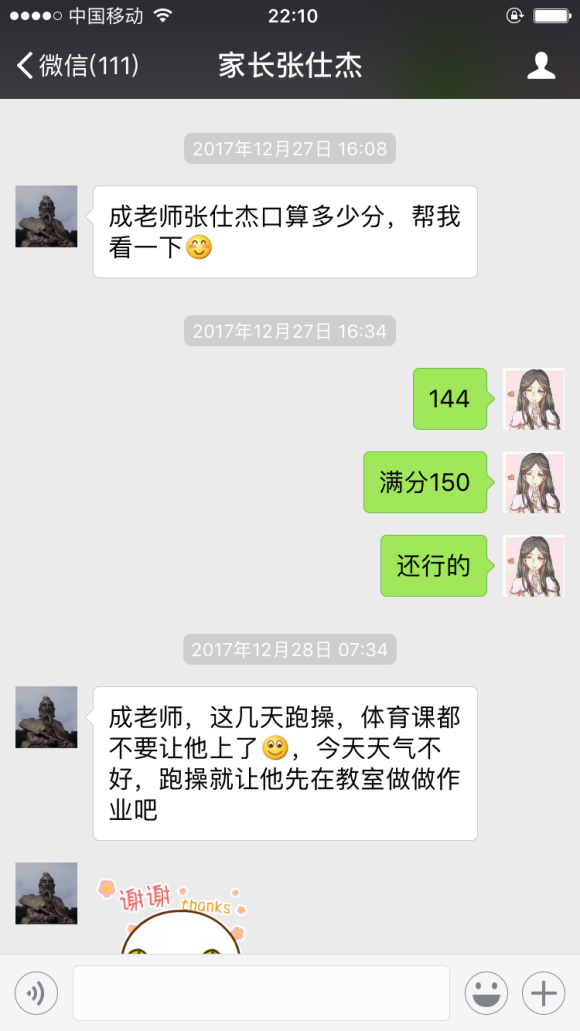 中国移动 22:10
微信(111) 家长张仕杰
2017年12月27日 16:08
成老师张仕杰口算多少分，帮我
看一下😊
2017年12月27日 16:34
144
满分150
还行的
2017年12月28日 07:34
成老师，这几天跑操，体育课都
不要让他上了🙂，今天天气不
好，跑操就让他先在教室做做作
业吧
谢谢
thanks